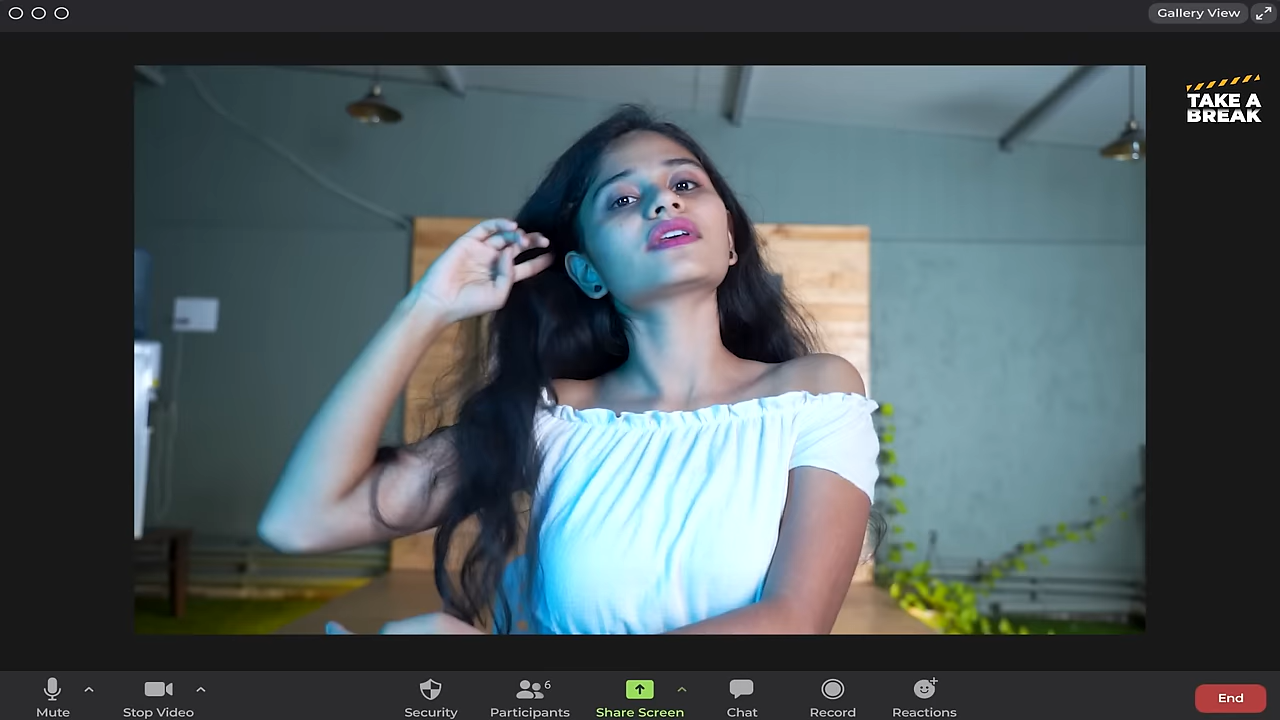 Gallery View
TAKE A
BREAK
Mute
Stop Video
Security
Participants
6
Share Screen
Chat
Record
Reactions
End